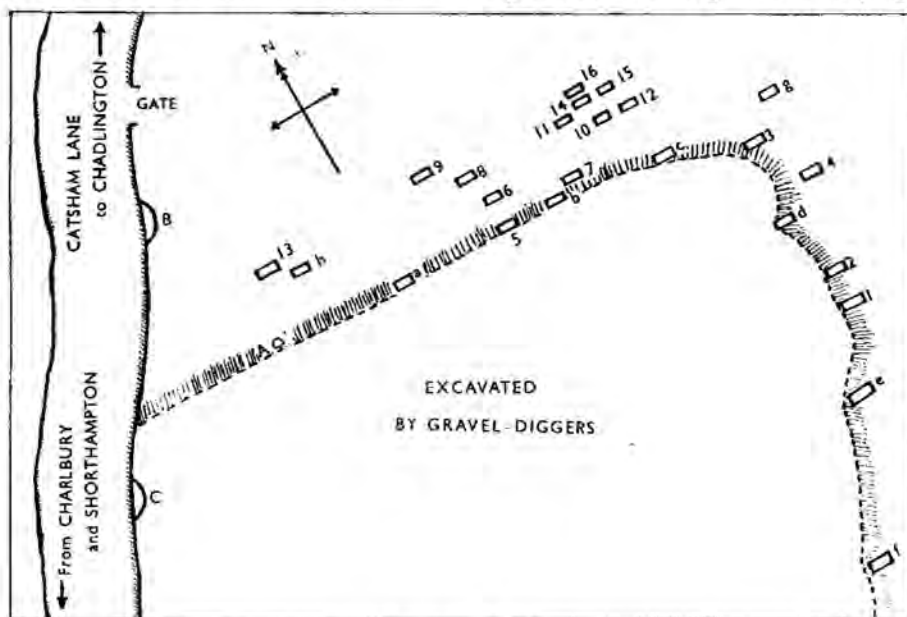 CATSHAM LANE
to CHADLINGTON
GATE
N
B
From CHARLBURY
and SHORTHAMPTON
C
A
EXCAVATED
BY GRAVEL-DIGGERS
16
15
14
12
11
10
g
9
8
7
c
3
4
6
b
5
d
13
h
a
2
1
e
f